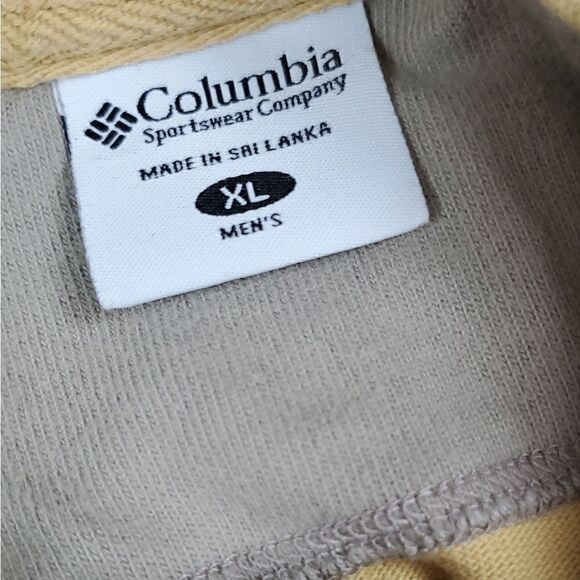 Columbia
Sportswear Company
MADE IN SRI LANKA
XL
MEN'S